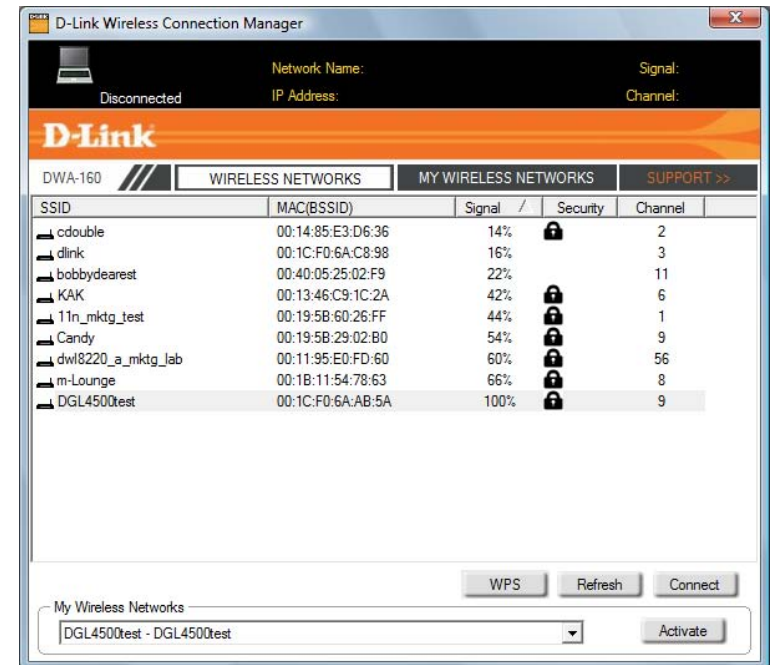 D-Link Wireless Connection Manager
Network Name: Signal:
Disconnected IP Address: Channel:
D-Link
DWA-160 WIRELESS NETWORKS MY WIRELESS NETWORKS SUPPORT >>
SSID MAC(BSSID) Signal / Security Channel
cdouble 00:14:85:E3:D6:36 14% 2
dlink 00:1C:F0:6A:C8:98 16% 3
bobbydearest 00:40:05:25:02:F9 22% 11
KAK 00:13:46:C9:1C:2A 42% 6
11n_mktg_test 00:19:5B:60:26:FF 44% 1
Candy 00:19:5B:29:02:B0 54% 9
dwl8220_a_mktg_lab 00:11:95:E0:FD:60 60% 56
m-Lounge 00:1B:11:54:78:63 66% 8
DGL4500test 00:1C:F0:6A:AB:5A 100% 9
WPS Refresh Connect
My Wireless Networks
DGL4500test - DGL4500test Activate